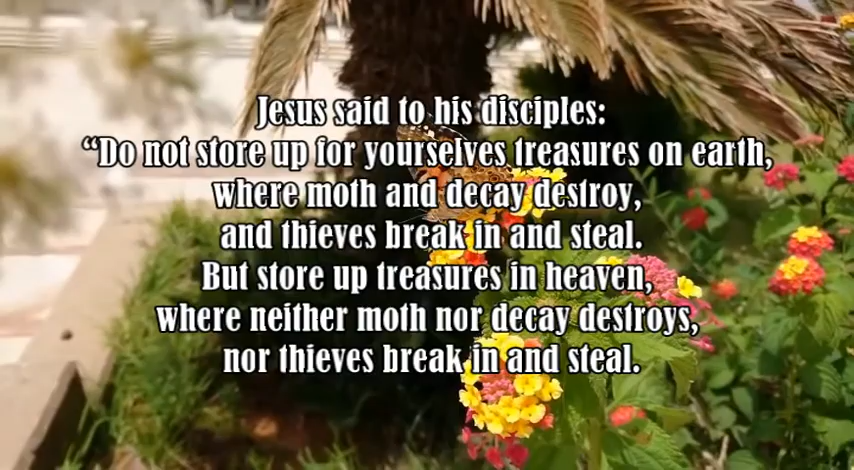 Jesus said to his disciples:
“Do not store up for yourselves treasures on earth,
where moth and decay destroy,
and thieves break in and steal.
But store up treasures in heaven,
where neither moth nor decay destroys,
nor thieves break in and steal.